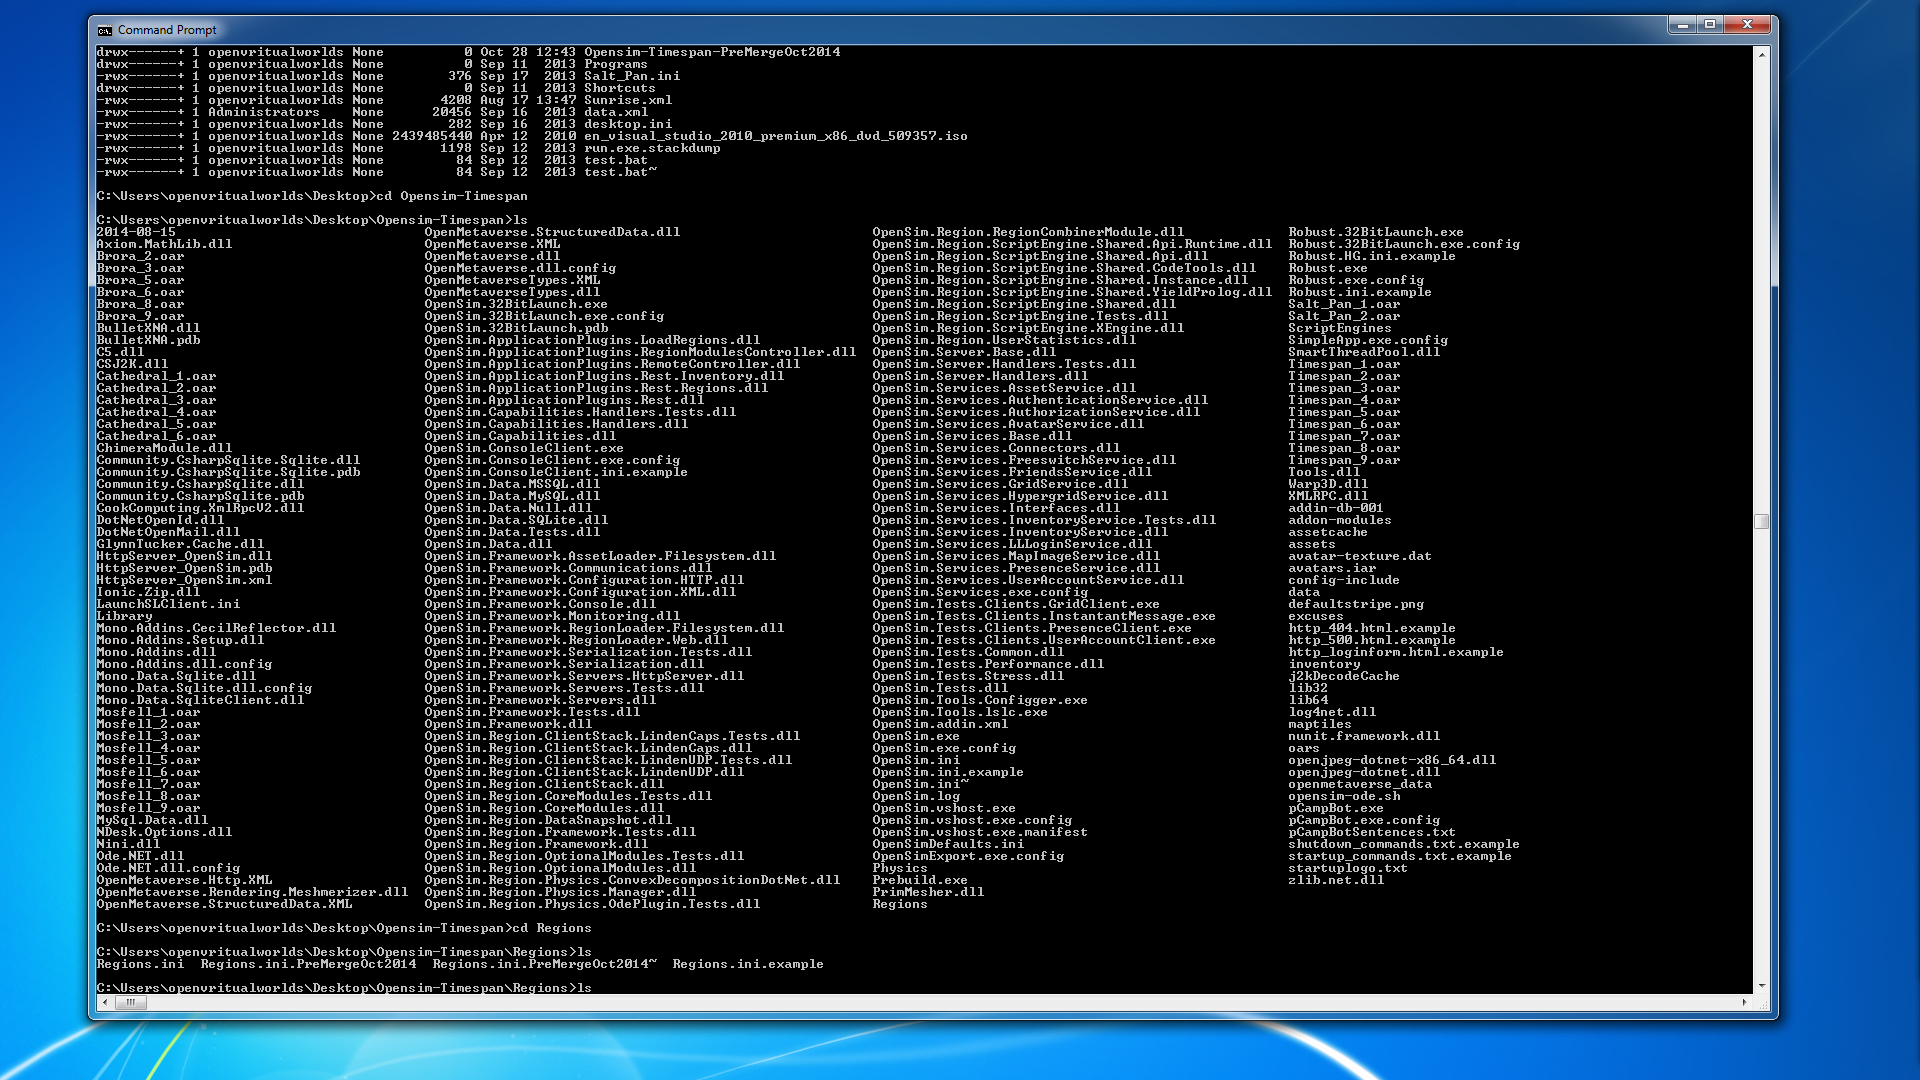 Command Prompt
drwx------+ 1 openvritualworlds None          0 Oct 28 12:43 Opensim-Timespan-PreMergeOct2014
drwx------+ 1 openvritualworlds None          0 Sep 11  2013 Programs
-rwx------+ 1 openvritualworlds None        376 Sep 17  2013 Salt_Pan.ini
drwx------+ 1 openvritualworlds None          0 Sep 11  2013 Shortcuts
-rwx------+ 1 openvritualworlds None       4208 Aug 17 13:47 Sunrise.xml
-rwx------+ 1 Administrators    None      20456 Sep 16  2013 data.xml
-rwx------+ 1 openvritualworlds None        282 Sep 16  2013 desktop.ini
-rwx------+ 1 openvritualworlds None 2439485440 Apr 12  2010 en_visual_studio_2010_premium_x86_dvd_509357.iso
-rwx------+ 1 openvritualworlds None       1198 Sep 12  2013 run.exe.stackdump
-rwx------+ 1 openvritualworlds None         84 Sep 12  2013 test.bat
-rwx------+ 1 openvritualworlds None         84 Sep 12  2013 test.bat~
C:\Users\openvritualworlds\Desktop>cd Opensim-Timespan
C:\Users\openvritualworlds\Desktop\Opensim-Timespan>ls
2014-08-15 OpenMetaverse.StructuredData.dll OpenSim.Region.RegionCombinerModule.dll Robust.32BitLaunch.exe
Axiom.MathLib.dll OpenMetaverse.XML OpenSim.Region.ScriptEngine.Shared.Api.Runtime.dll Robust.32BitLaunch.exe.config
Brora_2.oar OpenMetaverse.dll OpenSim.Region.ScriptEngine.Shared.Api.dll Robust.HG.ini.example
Brora_3.oar OpenMetaverse.dll.config OpenSim.Region.ScriptEngine.Shared.CodeTools.dll Robust.exe
Brora_5.oar OpenMetaverseTypes.XML OpenSim.Region.ScriptEngine.Shared.Instance.dll Robust.exe.config
Brora_6.oar OpenMetaverseTypes.dll OpenSim.Region.ScriptEngine.Shared.YieldProlog.dll Robust.ini.example
Brora_8.oar OpenSim.32BitLaunch.exe OpenSim.Region.ScriptEngine.Shared.dll Salt_Pan_1.oar
Brora_9.oar OpenSim.32BitLaunch.exe.config OpenSim.Region.ScriptEngine.Tests.dll Salt_Pan_2.oar
BulletXNA.dll OpenSim.32BitLaunch.pdb OpenSim.Region.ScriptEngine.XEngine.dll ScriptEngines
BulletXNA.pdb OpenSim.ApplicationPlugins.LoadRegions.dll OpenSim.Region.UserStatistics.dll SimpleApp.exe.config
C5.dll OpenSim.ApplicationPlugins.RegionModulesController.dll OpenSim.Server.Base.dll SmartThreadPool.dll
CSJ2K.dll OpenSim.ApplicationPlugins.RemoteController.dll OpenSim.Server.Handlers.Tests.dll Timespan_1.oar
Cathedral_1.oar OpenSim.ApplicationPlugins.Rest.Inventory.dll OpenSim.Server.Handlers.dll Timespan_2.oar
Cathedral_2.oar OpenSim.ApplicationPlugins.Rest.Regions.dll OpenSim.Services.AssetService.dll Timespan_3.oar
Cathedral_3.oar OpenSim.ApplicationPlugins.Rest.dll OpenSim.Services.AuthenticationService.dll Timespan_4.oar
Cathedral_4.oar OpenSim.Capabilities.Handlers.Tests.dll OpenSim.Services.AuthorizationService.dll Timespan_5.oar
Cathedral_5.oar OpenSim.Capabilities.Handlers.dll OpenSim.Services.AvatarService.dll Timespan_6.oar
Cathedral_6.oar OpenSim.Capabilities.dll OpenSim.Services.Base.dll Timespan_7.oar
ChimeraModule.dll OpenSim.ConsoleClient.exe OpenSim.Services.Connectors.dll Timespan_8.oar
Community.CsharpSqlite.Sqlite.dll OpenSim.ConsoleClient.exe.config OpenSim.Services.FreeswitchService.dll Timespan_9.oar
Community.CsharpSqlite.Sqlite.pdb OpenSim.ConsoleClient.ini.example OpenSim.Services.FriendsService.dll Tools.dll
Community.CsharpSqlite.dll OpenSim.Data.MSSQL.dll OpenSim.Services.GridService.dll Warp3D.dll
Community.CsharpSqlite.pdb OpenSim.Data.MySQL.dll OpenSim.Services.HypergridService.dll XMLRPC.dll
CookComputing.XmlRpcV2.dll OpenSim.Data.Null.dll OpenSim.Services.Interfaces.dll addin-db-001
DotNetOpenId.dll OpenSim.Data.SQLite.dll OpenSim.Services.InventoryService.Tests.dll addon-modules
DotNetOpenMail.dll OpenSim.Data.Tests.dll OpenSim.Services.InventoryService.dll assetcache
GlynnTucker.Cache.dll OpenSim.Data.dll OpenSim.Services.LLLoginService.dll assets
HttpServer_OpenSim.dll OpenSim.Framework.AssetLoader.Filesystem.dll OpenSim.Services.MapImageService.dll avatar-texture.dat
HttpServer_OpenSim.pdb OpenSim.Framework.Communications.dll OpenSim.Services.PresenceService.dll avatars.iar
HttpServer_OpenSim.xml OpenSim.Framework.Configuration.HTTP.dll OpenSim.Services.UserAccountService.dll config-include
Ionic.Zip.dll OpenSim.Framework.Configuration.XML.dll OpenSim.Services.exe.config data
LaunchSLClient.ini OpenSim.Framework.Console.dll OpenSim.Tests.Clients.GridClient.exe defaultstripe.png
Library OpenSim.Framework.Monitoring.dll OpenSim.Tests.Clients.InstantMessage.exe excuses
Mono.Addins.CecilReflector.dll OpenSim.Framework.RegionLoader.Filesystem.dll OpenSim.Tests.Clients.PresenceClient.exe http_404.html.example
Mono.Addins.Setup.dll OpenSim.Framework.RegionLoader.Web.dll OpenSim.Tests.Clients.UserAccountClient.exe http_500.html.example
Mono.Addins.dll OpenSim.Framework.Serialization.Tests.dll OpenSim.Tests.Common.dll http_loginform.html.example
Mono.Addins.dll.config OpenSim.Framework.Serialization.dll OpenSim.Tests.Performance.dll inventory
Mono.Data.Sqlite.dll OpenSim.Framework.Servers.HttpServer.dll OpenSim.Tests.Stress.dll j2kDecodeCache
Mono.Data.Sqlite.dll.config OpenSim.Framework.Servers.Tests.dll OpenSim.Tests.dll lib32
Mono.Data.SqliteClient.dll OpenSim.Framework.Servers.dll OpenSim.Tools.Configger.exe lib64
Mosfell_1.oar OpenSim.Framework.Tests.dll OpenSim.Tools.lslc.exe log4net.dll
Mosfell_2.oar OpenSim.Framework.dll OpenSim.addin.xml maptiles
Mosfell_3.oar OpenSim.Region.ClientStack.LindenCaps.Tests.dll OpenSim.exe nunit.framework.dll
Mosfell_4.oar OpenSim.Region.ClientStack.LindenCaps.dll OpenSim.exe.config oars
Mosfell_5.oar OpenSim.Region.ClientStack.LindenUDP.Tests.dll OpenSim.ini openjpeg-dotnet-x86_64.dll
Mosfell_6.oar OpenSim.Region.ClientStack.LindenUDP.dll OpenSim.ini.example openjpeg-dotnet.dll
Mosfell_7.oar OpenSim.Region.ClientStack.dll OpenSim.ini~ openmetaverse_data
Mosfell_8.oar OpenSim.Region.CoreModules.Tests.dll OpenSim.log opensim-ode.sh
Mosfell_9.oar OpenSim.Region.CoreModules.dll OpenSim.vshost.exe pCampBot.exe
MySql.Data.dll OpenSim.Region.DataSnapshot.dll OpenSim.vshost.exe.config pCampBot.exe.config
NDesk.Options.dll OpenSim.Region.Framework.Tests.dll OpenSim.vshost.exe.manifest pCampBotSentences.txt
Nini.dll OpenSim.Region.Framework.dll OpenSimDefaults.ini shutdown_commands.txt.example
Ode.NET.dll OpenSim.Region.OptionalModules.Tests.dll OpenSimExport.exe.config startup_commands.txt.example
Ode.NET.dll.config OpenSim.Region.OptionalModules.dll Physics startuplogo.txt
OpenMetaverse.Http.XML OpenSim.Region.Physics.ConvexDecompositionDotNet.dll Prebuild.exe zlib.net.dll
OpenMetaverse.Rendering.Meshmerizer.dll OpenSim.Region.Physics.Manager.dll PrimMesher.dll
OpenMetaverse.StructuredData.XML OpenSim.Region.Physics.OdePlugin.Tests.dll Regions
C:\Users\openvritualworlds\Desktop\Opensim-Timespan>cd Regions
C:\Users\openvritualworlds\Desktop\Opensim-Timespan\Regions>ls
Regions.ini  Regions.ini.PreMergeOct2014  Regions.ini.PreMergeOct2014~  Regions.ini.example
C:\Users\openvritualworlds\Desktop\Opensim-Timespan\Regions>ls